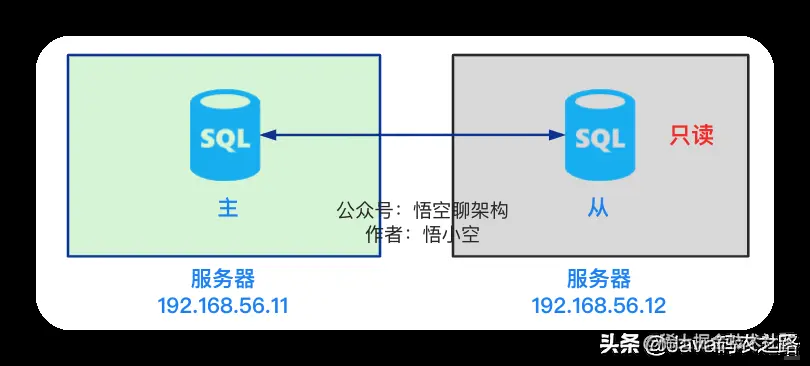 SQL
SQL
只读
主
从
公众号：悟空聊架构
作者：悟小空
服务器
192.168.56.11
服务器
192.168.56.12
头条 @Java码农之路